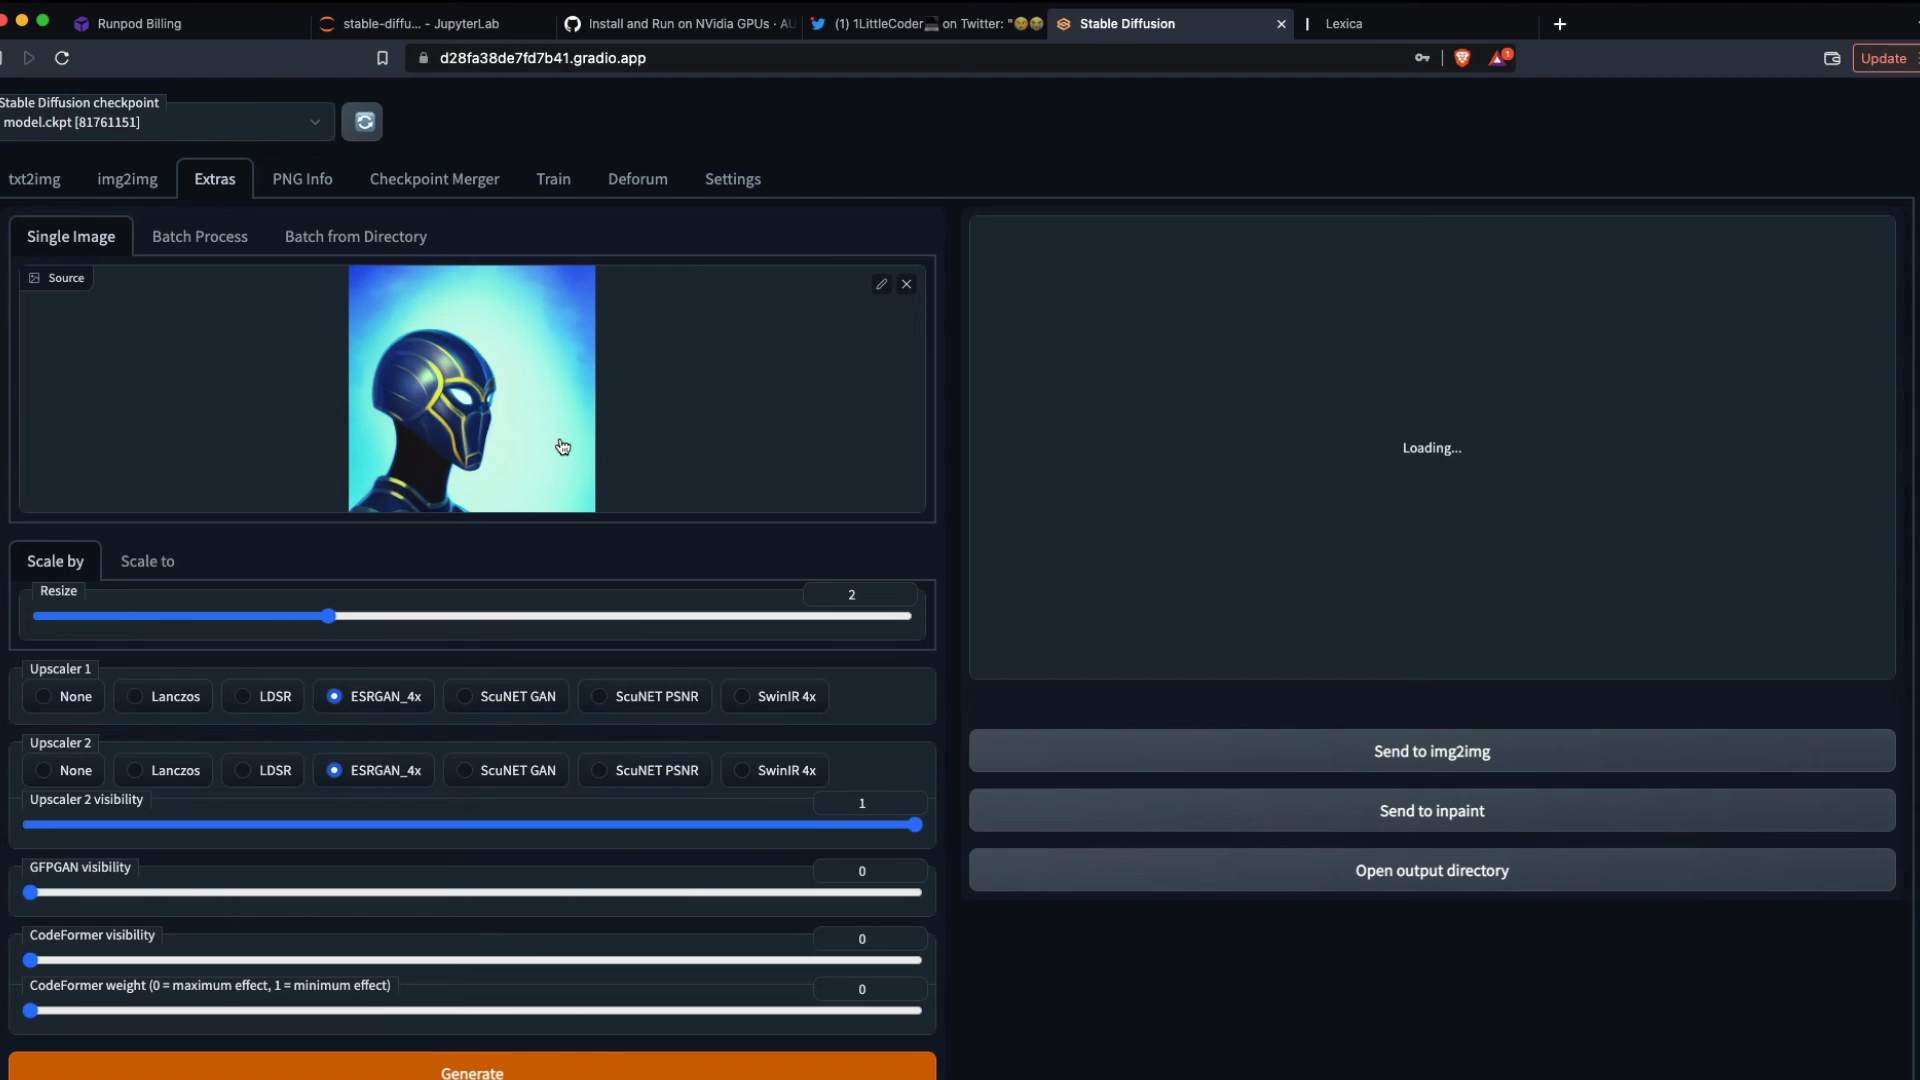 Runpod Billing
stable-diffu... - JupyterLab
Install and Run on NVidia GPUs · AU
(1) 1LittleCoder💻 on Twitter: "😢😭
Stable Diffusion
Lexica
d28fa38de7fd7b41.gradio.app
1
Update
Stable Diffusion checkpoint
model.ckpt [81761151]
txt2img
img2img
Extras
PNG Info
Checkpoint Merger
Train
Deforum
Settings
Single Image
Batch Process
Batch from Directory
Source
Loading...
Scale by
Scale to
Resize
2
Upscaler 1
None
Lanczos
LDSR
ESRGAN_4x
ScuNET GAN
ScuNET PSNR
SwinIR 4x
Upscaler 2
None
Lanczos
LDSR
ESRGAN_4x
ScuNET GAN
ScuNET PSNR
SwinIR 4x
Upscaler 2 visibility
1
GFPGAN visibility
0
CodeFormer visibility
0
CodeFormer weight (0 = maximum effect, 1 = minimum effect)
0
Generate
Send to img2img
Send to inpaint
Open output directory